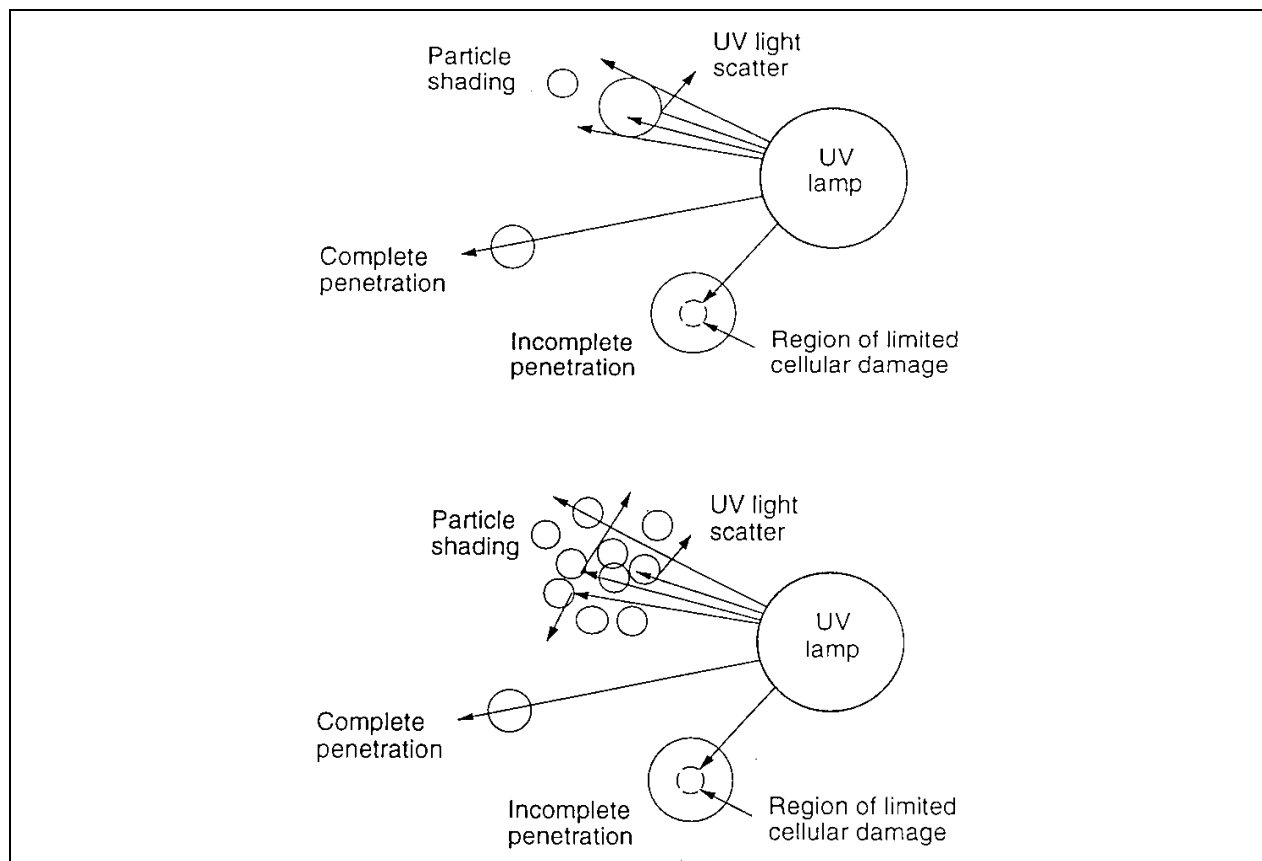 Particle
shading
UV light
scatter
UV
lamp
Complete
penetration
Incomplete
penetration
Region of limited
cellular damage
Particle
shading
UV light
scatter
UV
lamp
Complete
penetration
Incomplete
penetration
Region of limited
cellular damage